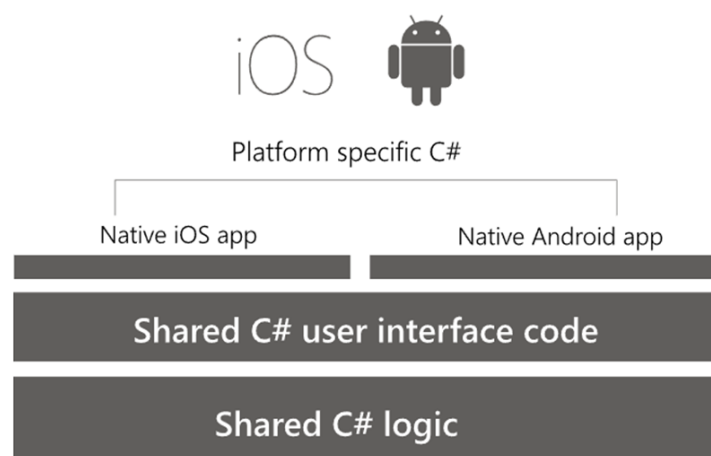 iOS
Platform specific C#
Native iOS app
Native Android app
Shared C# user interface code
Shared C# logic